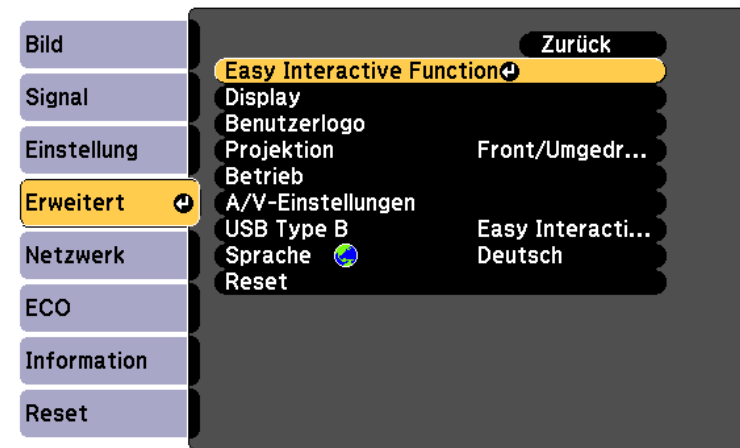 Bild
Signal
Einstellung
Erweitert
Netzwerk
ECO
Information
Reset
Zurück
Easy Interactive Function
Display
Benutzerlogo
Projektion Front/Umgedr...
Betrieb
A/V-Einstellungen
USB Type B Easy Interacti...
Sprache Deutsch
Reset